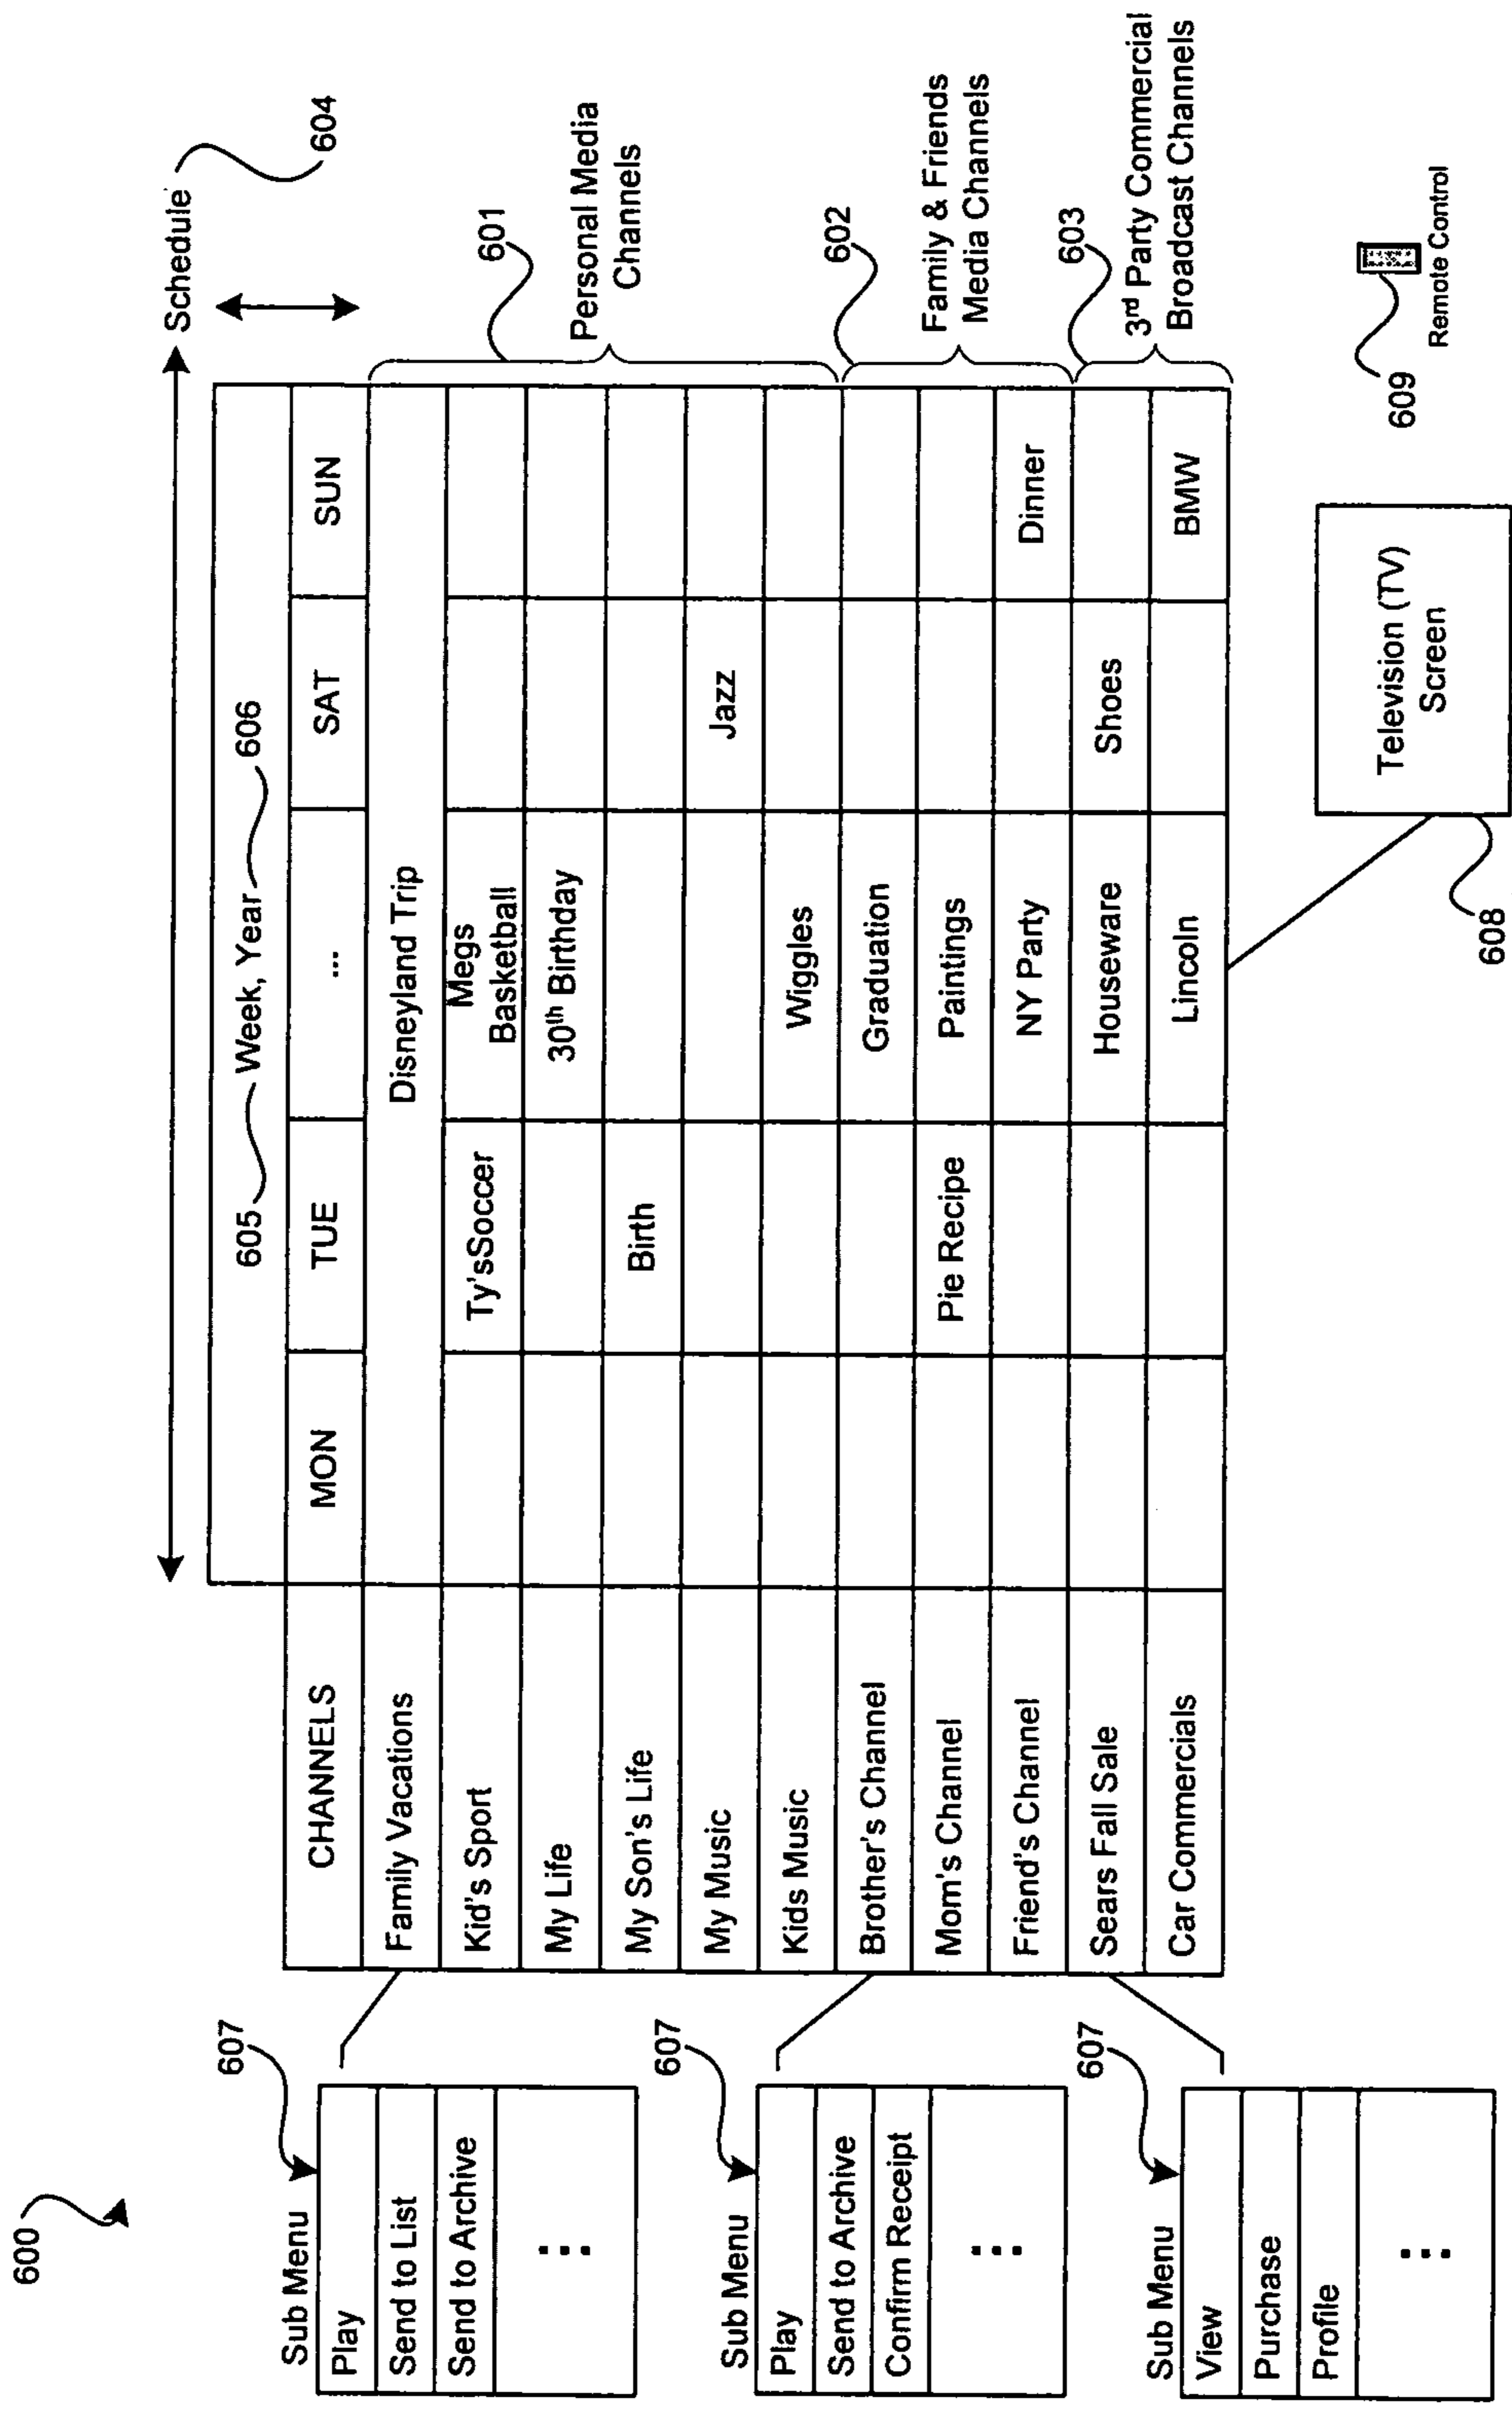 600
Schedule
604
605 Week, Year 606
CHANNELS MON TUE ... SAT SUN
Family Vacations Disneyland Trip
Kid's Sport Ty'sSoccer Megs Basketball
My Life 30th Birthday
My Son's Life Birth
My Music Jazz
Kids Music Wiggles
Brother's Channel Graduation
Mom's Channel Pie Recipe Paintings
Friend's Channel NY Party Dinner
Sears Fall Sale Houseware Shoes
Car Commercials Lincoln BMW
601
Personal Media
Channels
602
Family & Friends
Media Channels
603
3rd Party Commercial
Broadcast Channels
Sub Menu
607
Play
Send to List
Send to Archive
⋮
Sub Menu
607
Play
Send to Archive
Confirm Receipt
⋮
Sub Menu
607
View
Purchase
Profile
⋮
Television (TV)
Screen
608
609
Remote Control